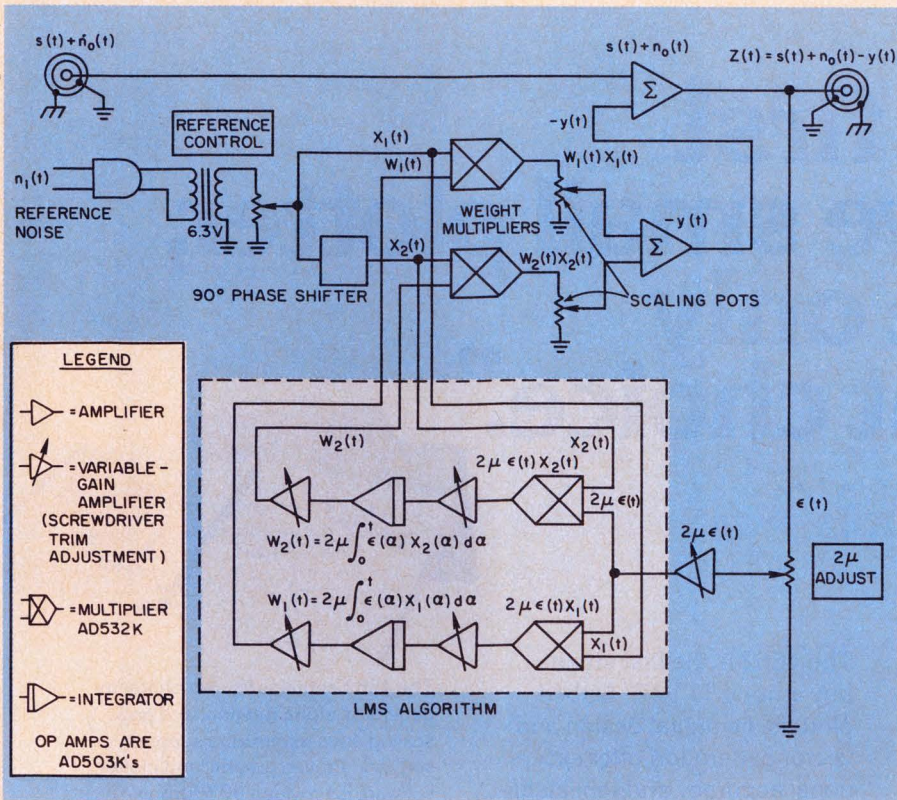 s(t) + n₀(t)
s(t) + n₀(t)
Z(t) = s(t) + n₀(t) - y(t)
Σ
-y(t)
REFERENCE
CONTROL
X₁(t)
W₁(t)
W₁(t) X₁(t)
n₁(t)
REFERENCE
NOISE
6.3V
WEIGHT
MULTIPLIERS
-y(t)
Σ
X₂(t)
W₂(t)X₂(t)
90° PHASE SHIFTER
SCALING POTS
LEGEND
=AMPLIFIER
=VARIABLE-
GAIN
AMPLIFIER
(SCREWDRIVER
TRIM
ADJUSTMENT)
=MULTIPLIER
AD532K
=INTEGRATOR
OP AMPS ARE
AD503K's
W₂(t)
X₂(t)
2μ ε(t) X₂(t)
2μ ε(t)
W₂(t) = 2μ ∫₀ᵗ ε(α) X₂(α) dα
W₁(t) = 2μ ∫₀ᵗ ε(α) X₁(α) dα
2μ ε(t) X₁(t)
X₁(t)
LMS ALGORITHM
ε(t)
2μ ε(t)
2μ
ADJUST